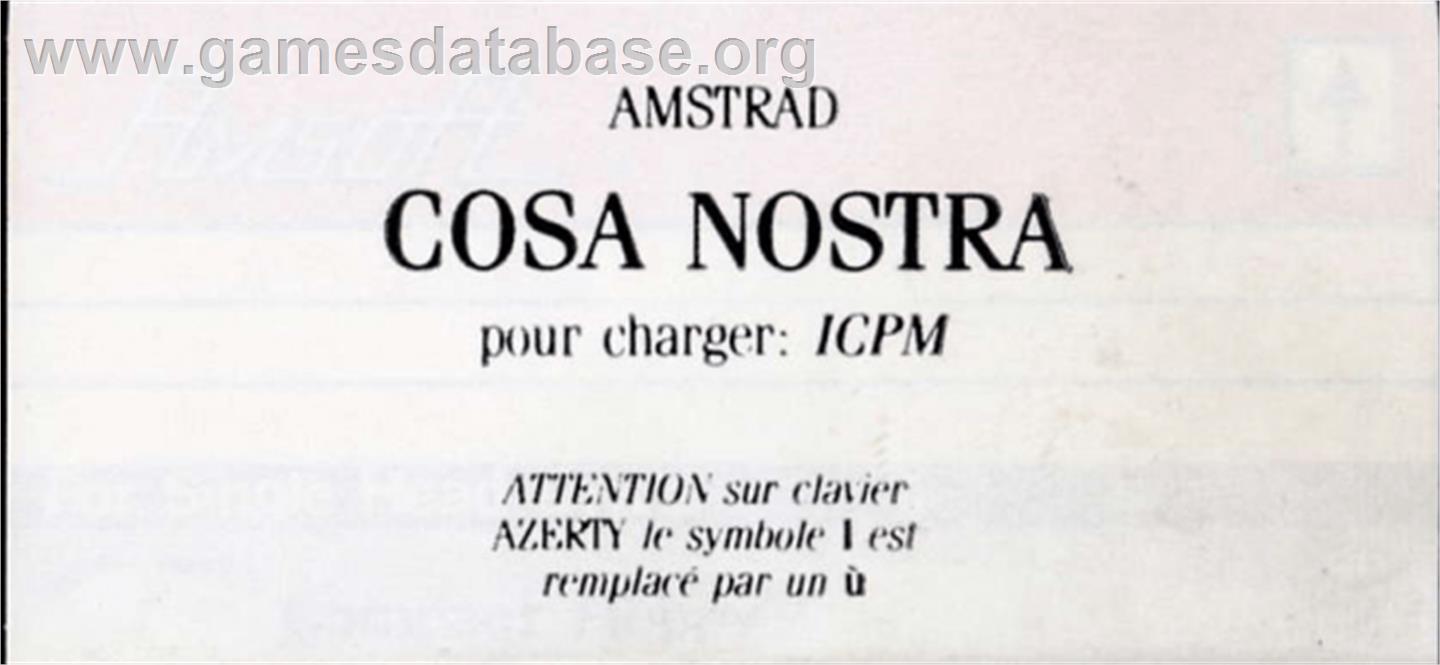 www.gamesdatabase.org
AMSTRAD
COSA NOSTRA
pour charger: ICPM
ATTENTION sur clavier
AZERTY le symbole l est
remplacé par un ù